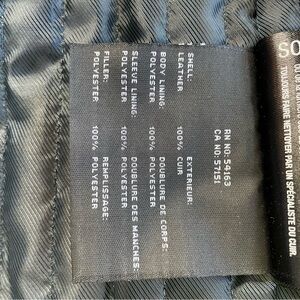 TOUJOURS FAIRE NETTOYER PAR UN SPÉCIALISTE DU CUIR.
RN NO: 54163
CA NO: 57151
SHELL: EXTERIEUR:
LEATHER 100% CUIR
BODY LINING: DOUBLURE DE CORPS:
POLYESTER 100% POLYESTER
SLEEVE LINING: DOUBLURE DES MANCHES:
POLYESTER 100% POLYESTER
FILLER: REMPLISSAGE:
POLYESTER 100% POLYESTER